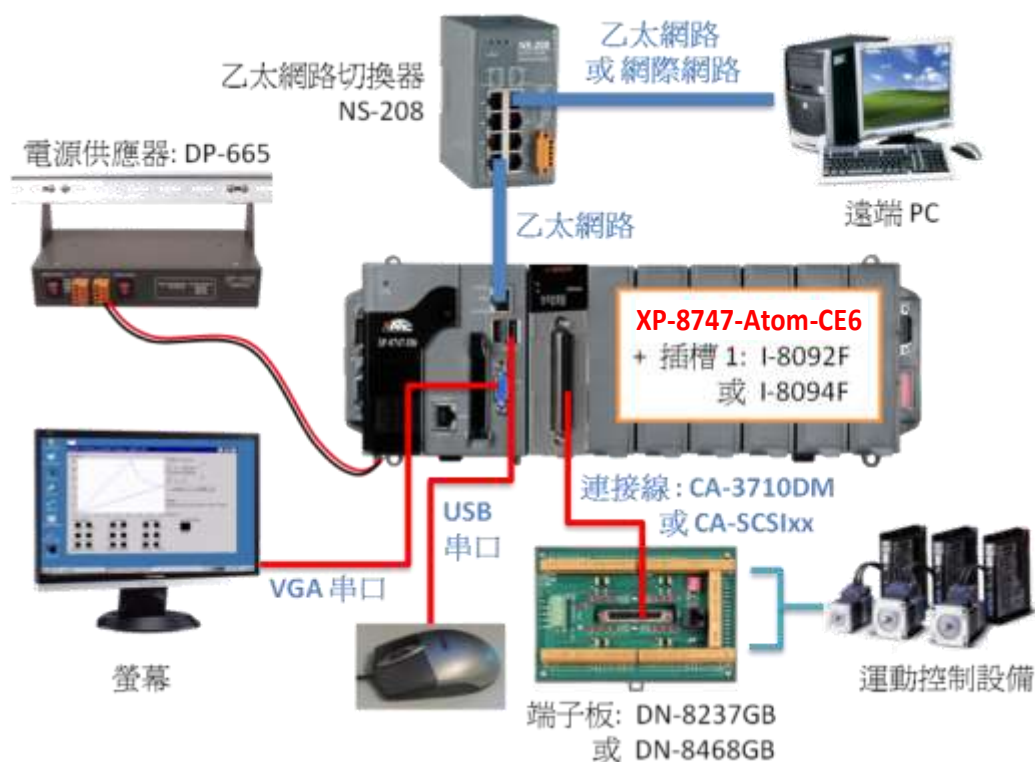 乙太網路切換器
NS-208
NS-208
乙太網路
或 網際網路
電源供應器: DP-665
遠端 PC
乙太網路
XP-8747-Atom-CE6
+ 插槽 1: I-8092F
或 I-8094F
連接線 : CA-3710DM
或 CA-SCSIxx
USB
串口
VGA 串口
螢幕
端子板: DN-8237GB
或 DN-8468GB
運動控制設備